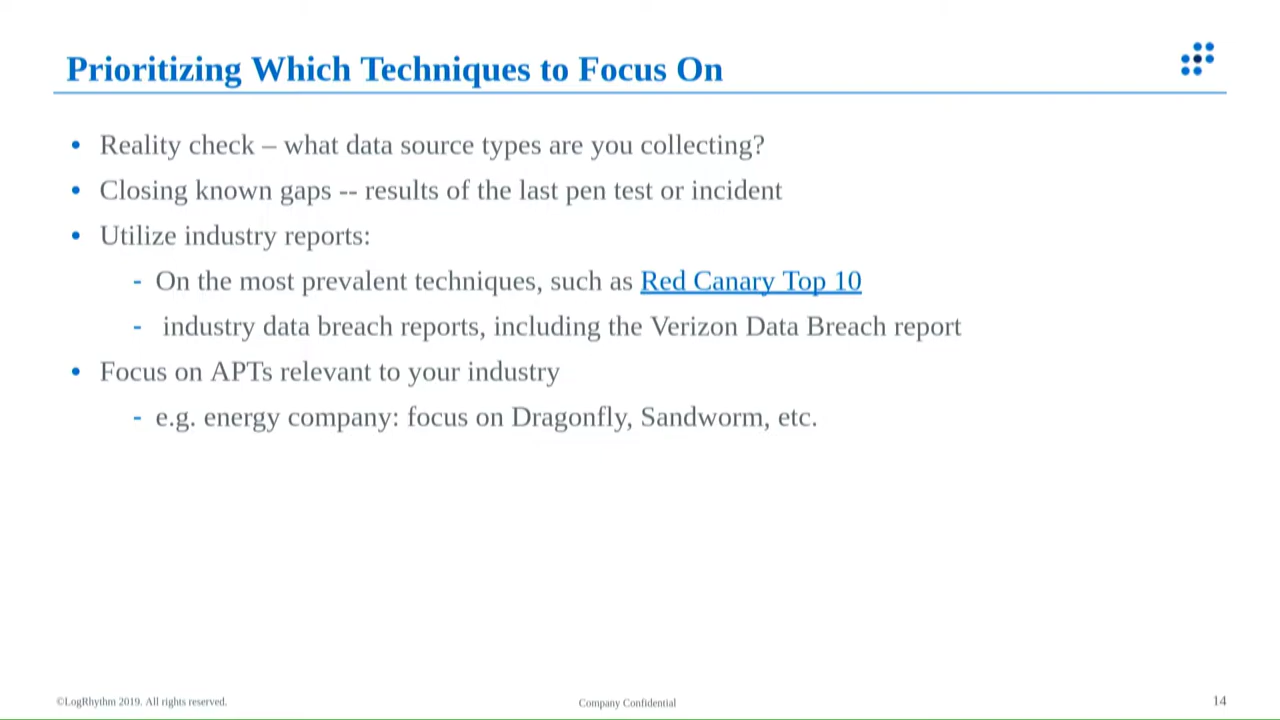 Prioritizing Which Techniques to Focus On
• Reality check – what data source types are you collecting?
• Closing known gaps -- results of the last pen test or incident
• Utilize industry reports:
- On the most prevalent techniques, such as Red Canary Top 10
- industry data breach reports, including the Verizon Data Breach report
• Focus on APTs relevant to your industry
- e.g. energy company: focus on Dragonfly, Sandworm, etc.
©LogRhythm 2019. All rights reserved.
Company Confidential
14